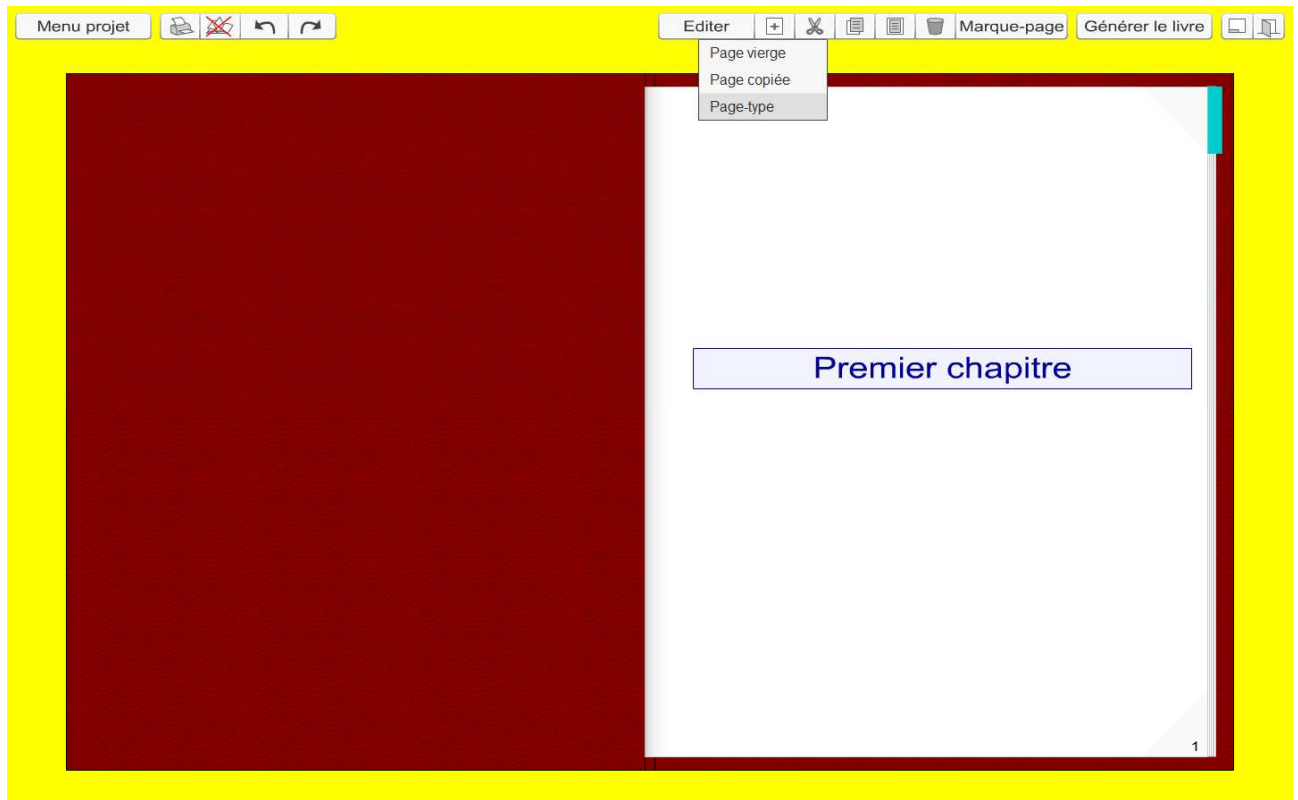 Menu projet
Editer
Marque-page
Générer le livre
Page vierge
Page copiée
Page-type
Premier chapitre
1